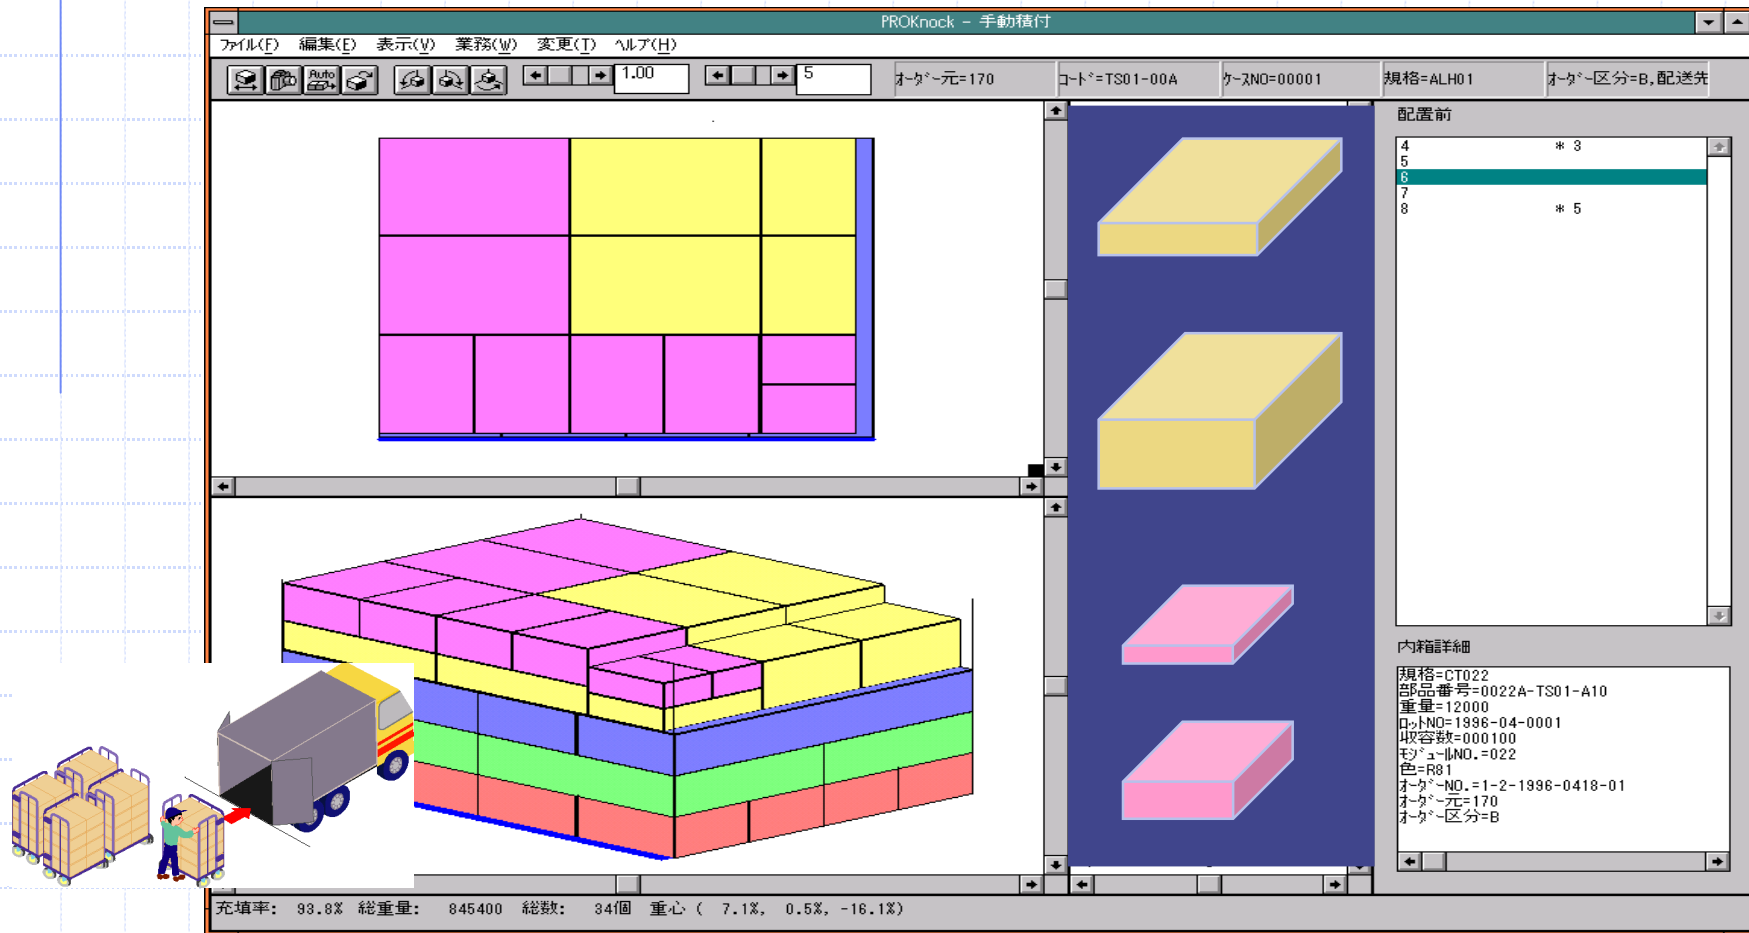 PROKnock - 手動積付
ファイル(F) 編集(E) 表示(V) 業務(W) 変更(T) ヘルプ(H)
Auto 1.00 5 オーダー元=170 コード=TS01-00A ケースNO=00001 規格=ALH01 オーダー区分=B,配送先
配置前
4 * 3
5
6
7
8 * 5
内箱詳細
規格=CT022
部品番号=0022A-TS01-A10
重量=12000
ロットNO=1996-04-0001
収容数=000100
モジュールNO.=022
色=R81
オーダーNO.=1-2-1996-0418-01
オーダー元=170
オーダー区分=B
充填率: 93.8% 総重量: 845400 総数: 34個 重心 ( 7.1%, 0.5%, -16.1%)